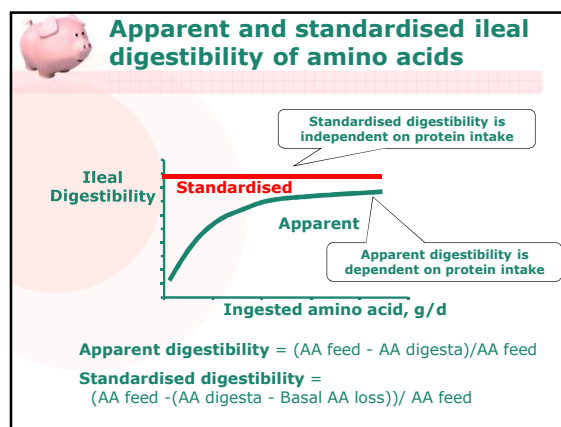 Apparent and standardised ileal
digestibility of amino acids
Standardised digestibility is
independent on protein intake
Ileal
Digestibility
Standardised
Apparent
Apparent digestibility is
dependent on protein intake
Ingested amino acid, g/d
Apparent digestibility = (AA feed - AA digesta)/AA feed
Standardised digestibility =
(AA feed -(AA digesta - Basal AA loss))/ AA feed